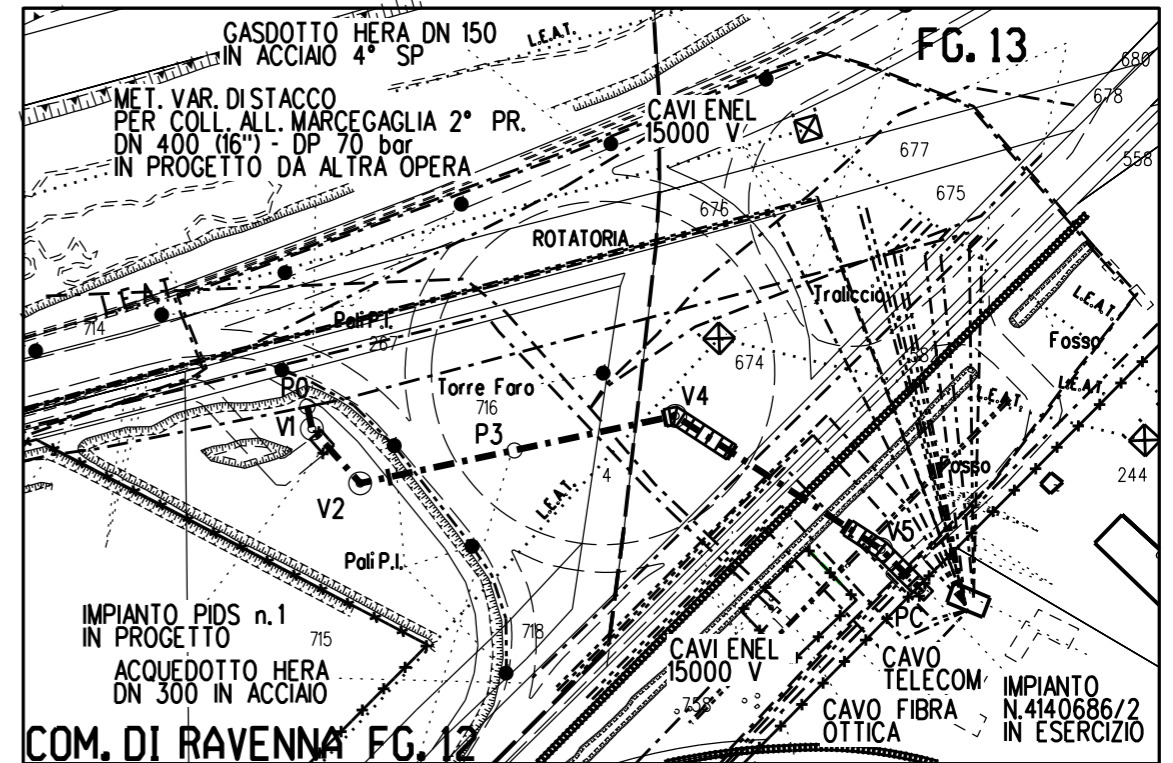 GASDOTTO HERA DN 150
IN ACCIAIO 4° SP
L.E.A.T.
FG. 13
680
678
MET. VAR. DISTACCO
PER COLL. ALL. MARCEGAGLIA 2° PR.
DN 400 (16") - DP 70 bar
IN PROGETTO DA ALTRA OPERA
CAVI ENEL
15000 V
677
558
675
676
ROTATORIA
L.E.A.T.
Traliccio
L.E.A.T.
714
Pali P.I.
267
Fosso
674
8
P0
Torre Faro
716
V4
L.E.A.T.
L.E.A.T.
V1
P3
V2
L.E.A.T.
4
Fosso
244
V5
Pali P.I.
PC
IMPIANTO PIDS n.1
IN PROGETTO
715
718
ACQUEDOTTO HERA
DN 300 IN ACCIAIO
CAVI ENEL
15000 V
758
CAVO
TELECOM
CAVO FIBRA
OTTICA
IMPIANTO
N.4140686/2
IN ESERCIZIO
COM. DI RAVENNA FG. 12